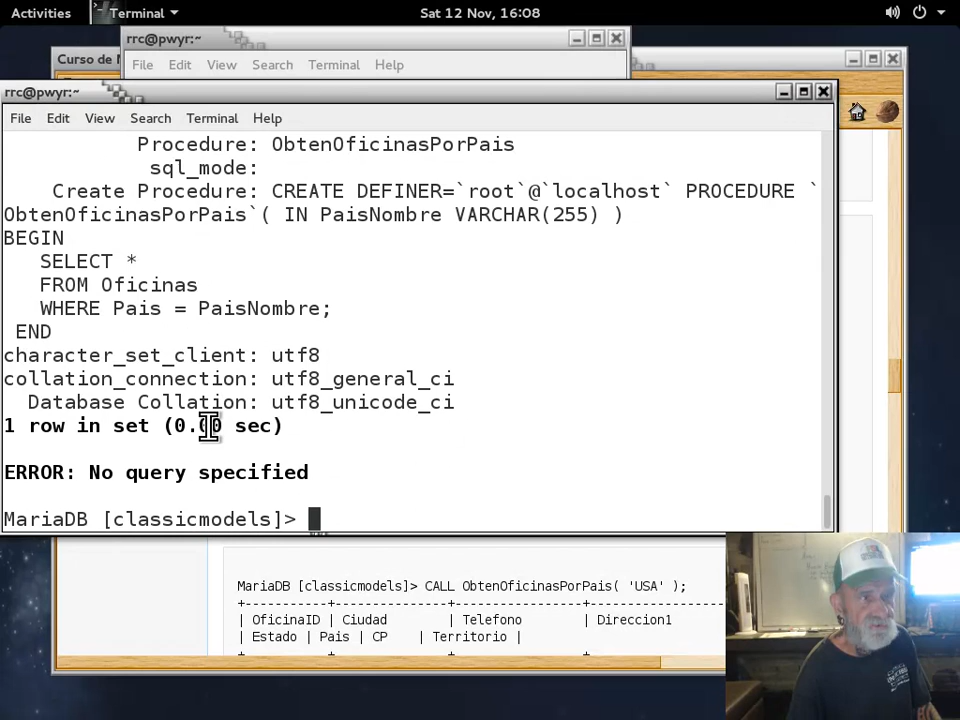 Activities
Terminal
Sat 12 Nov, 16:08
rrc@pwyr:~
Curso de
File Edit View Search Terminal Help
rrc@pwyr:~
File Edit View Search Terminal Help
Procedure: ObtenOficinasPorPais
sql_mode:
Create Procedure: CREATE DEFINER=`root`@`localhost` PROCEDURE `
ObtenOficinasPorPais`( IN PaisNombre VARCHAR(255) )
BEGIN
SELECT *
FROM Oficinas
WHERE Pais = PaisNombre;
END
character_set_client: utf8
collation_connection: utf8_general_ci
Database Collation: utf8_unicode_ci
1 row in set (0.00 sec)
ERROR: No query specified
MariaDB [classicmodels]>
MariaDB [classicmodels]> CALL ObtenOficinasPorPais( 'USA' );
+-----------+---------------+-----------------+---------------
| OficinaID | Ciudad | Telefono | Direccion1
| Estado | Pais | CP | Territorio |